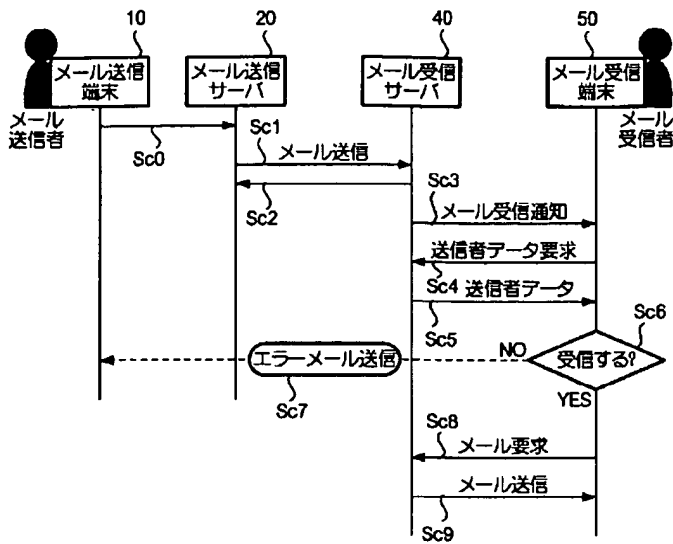 10
20
40
50
メール送信
端末
メール送信
サーバ
メール受信
サーバ
メール受信
端末
メール
送信者
メール
受信者
Sc0
Sc1
メール送信
Sc2
Sc3
メール受信通知
送信者データ要求
Sc4
送信者データ
Sc5
Sc6
受信する?
NO
エラーメール送信
Sc7
YES
Sc8
メール要求
メール送信
Sc9